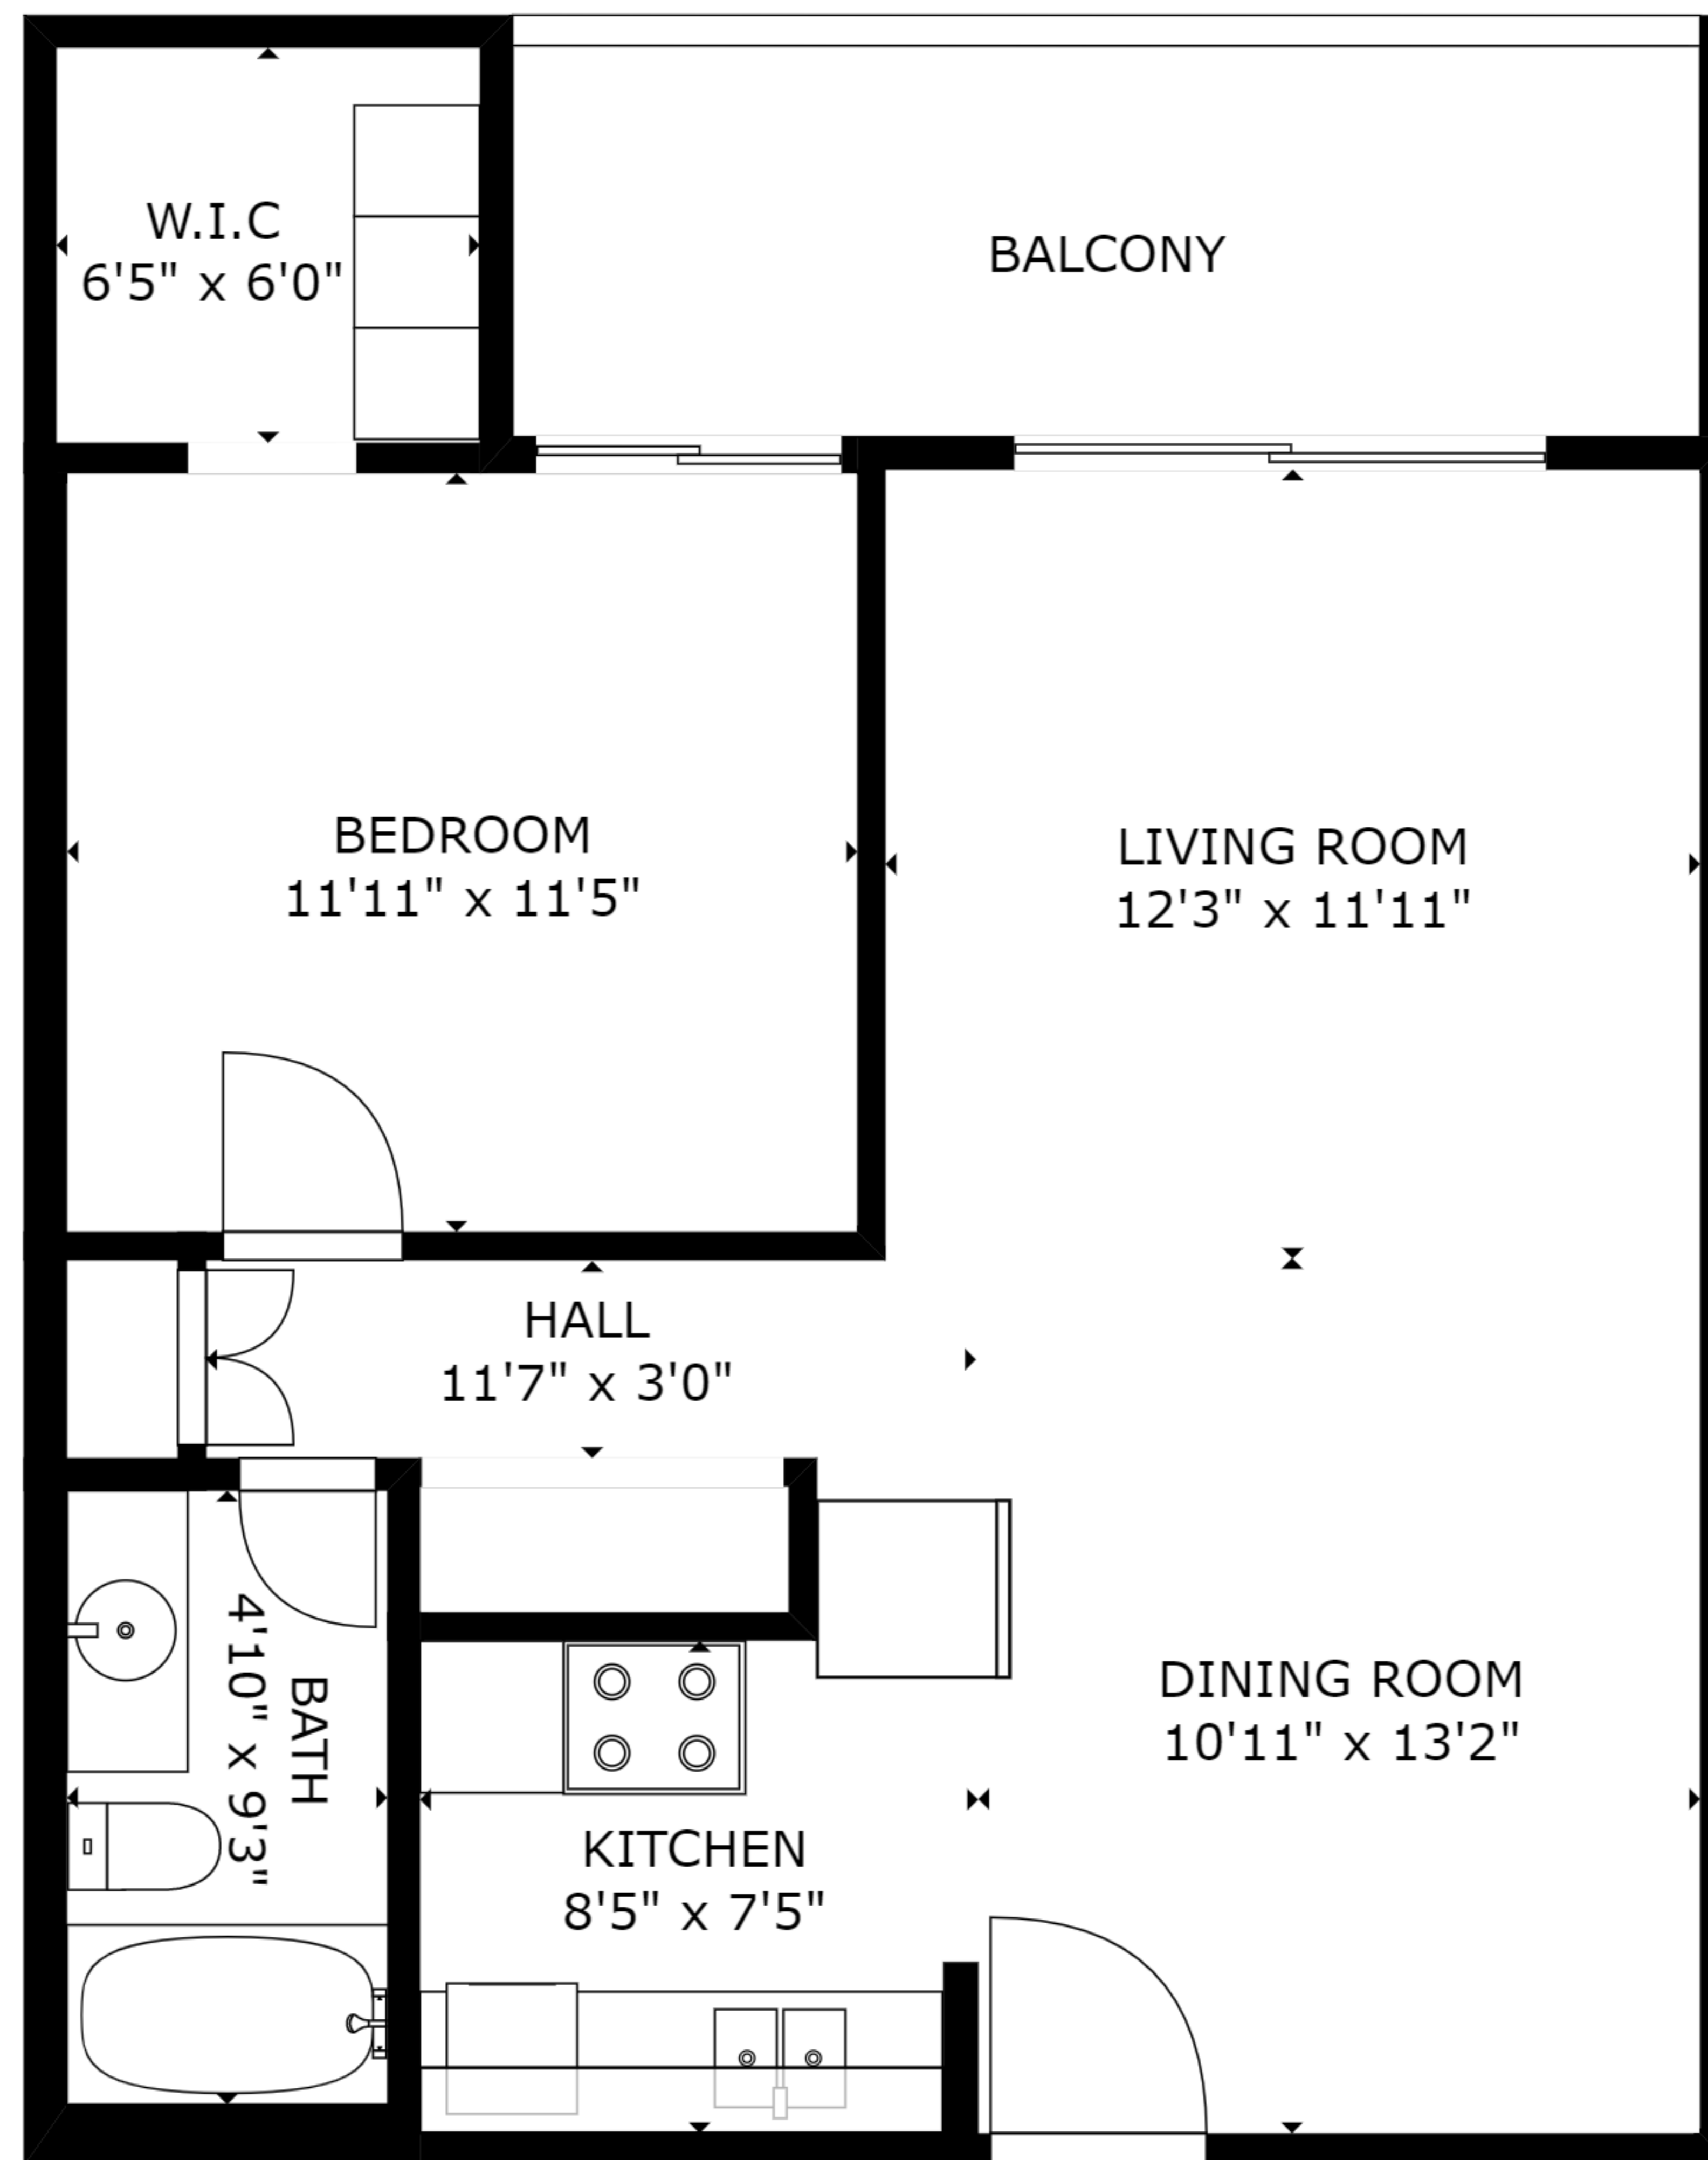 W.I.C
6'5" x 6'0"
BALCONY
BEDROOM
11'11" x 11'5"
LIVING ROOM
12'3" x 11'11"
HALL
11'7" x 3'0"
BATH
4'10" x 9'3"
DINING ROOM
10'11" x 13'2"
KITCHEN
8'5" x 7'5"